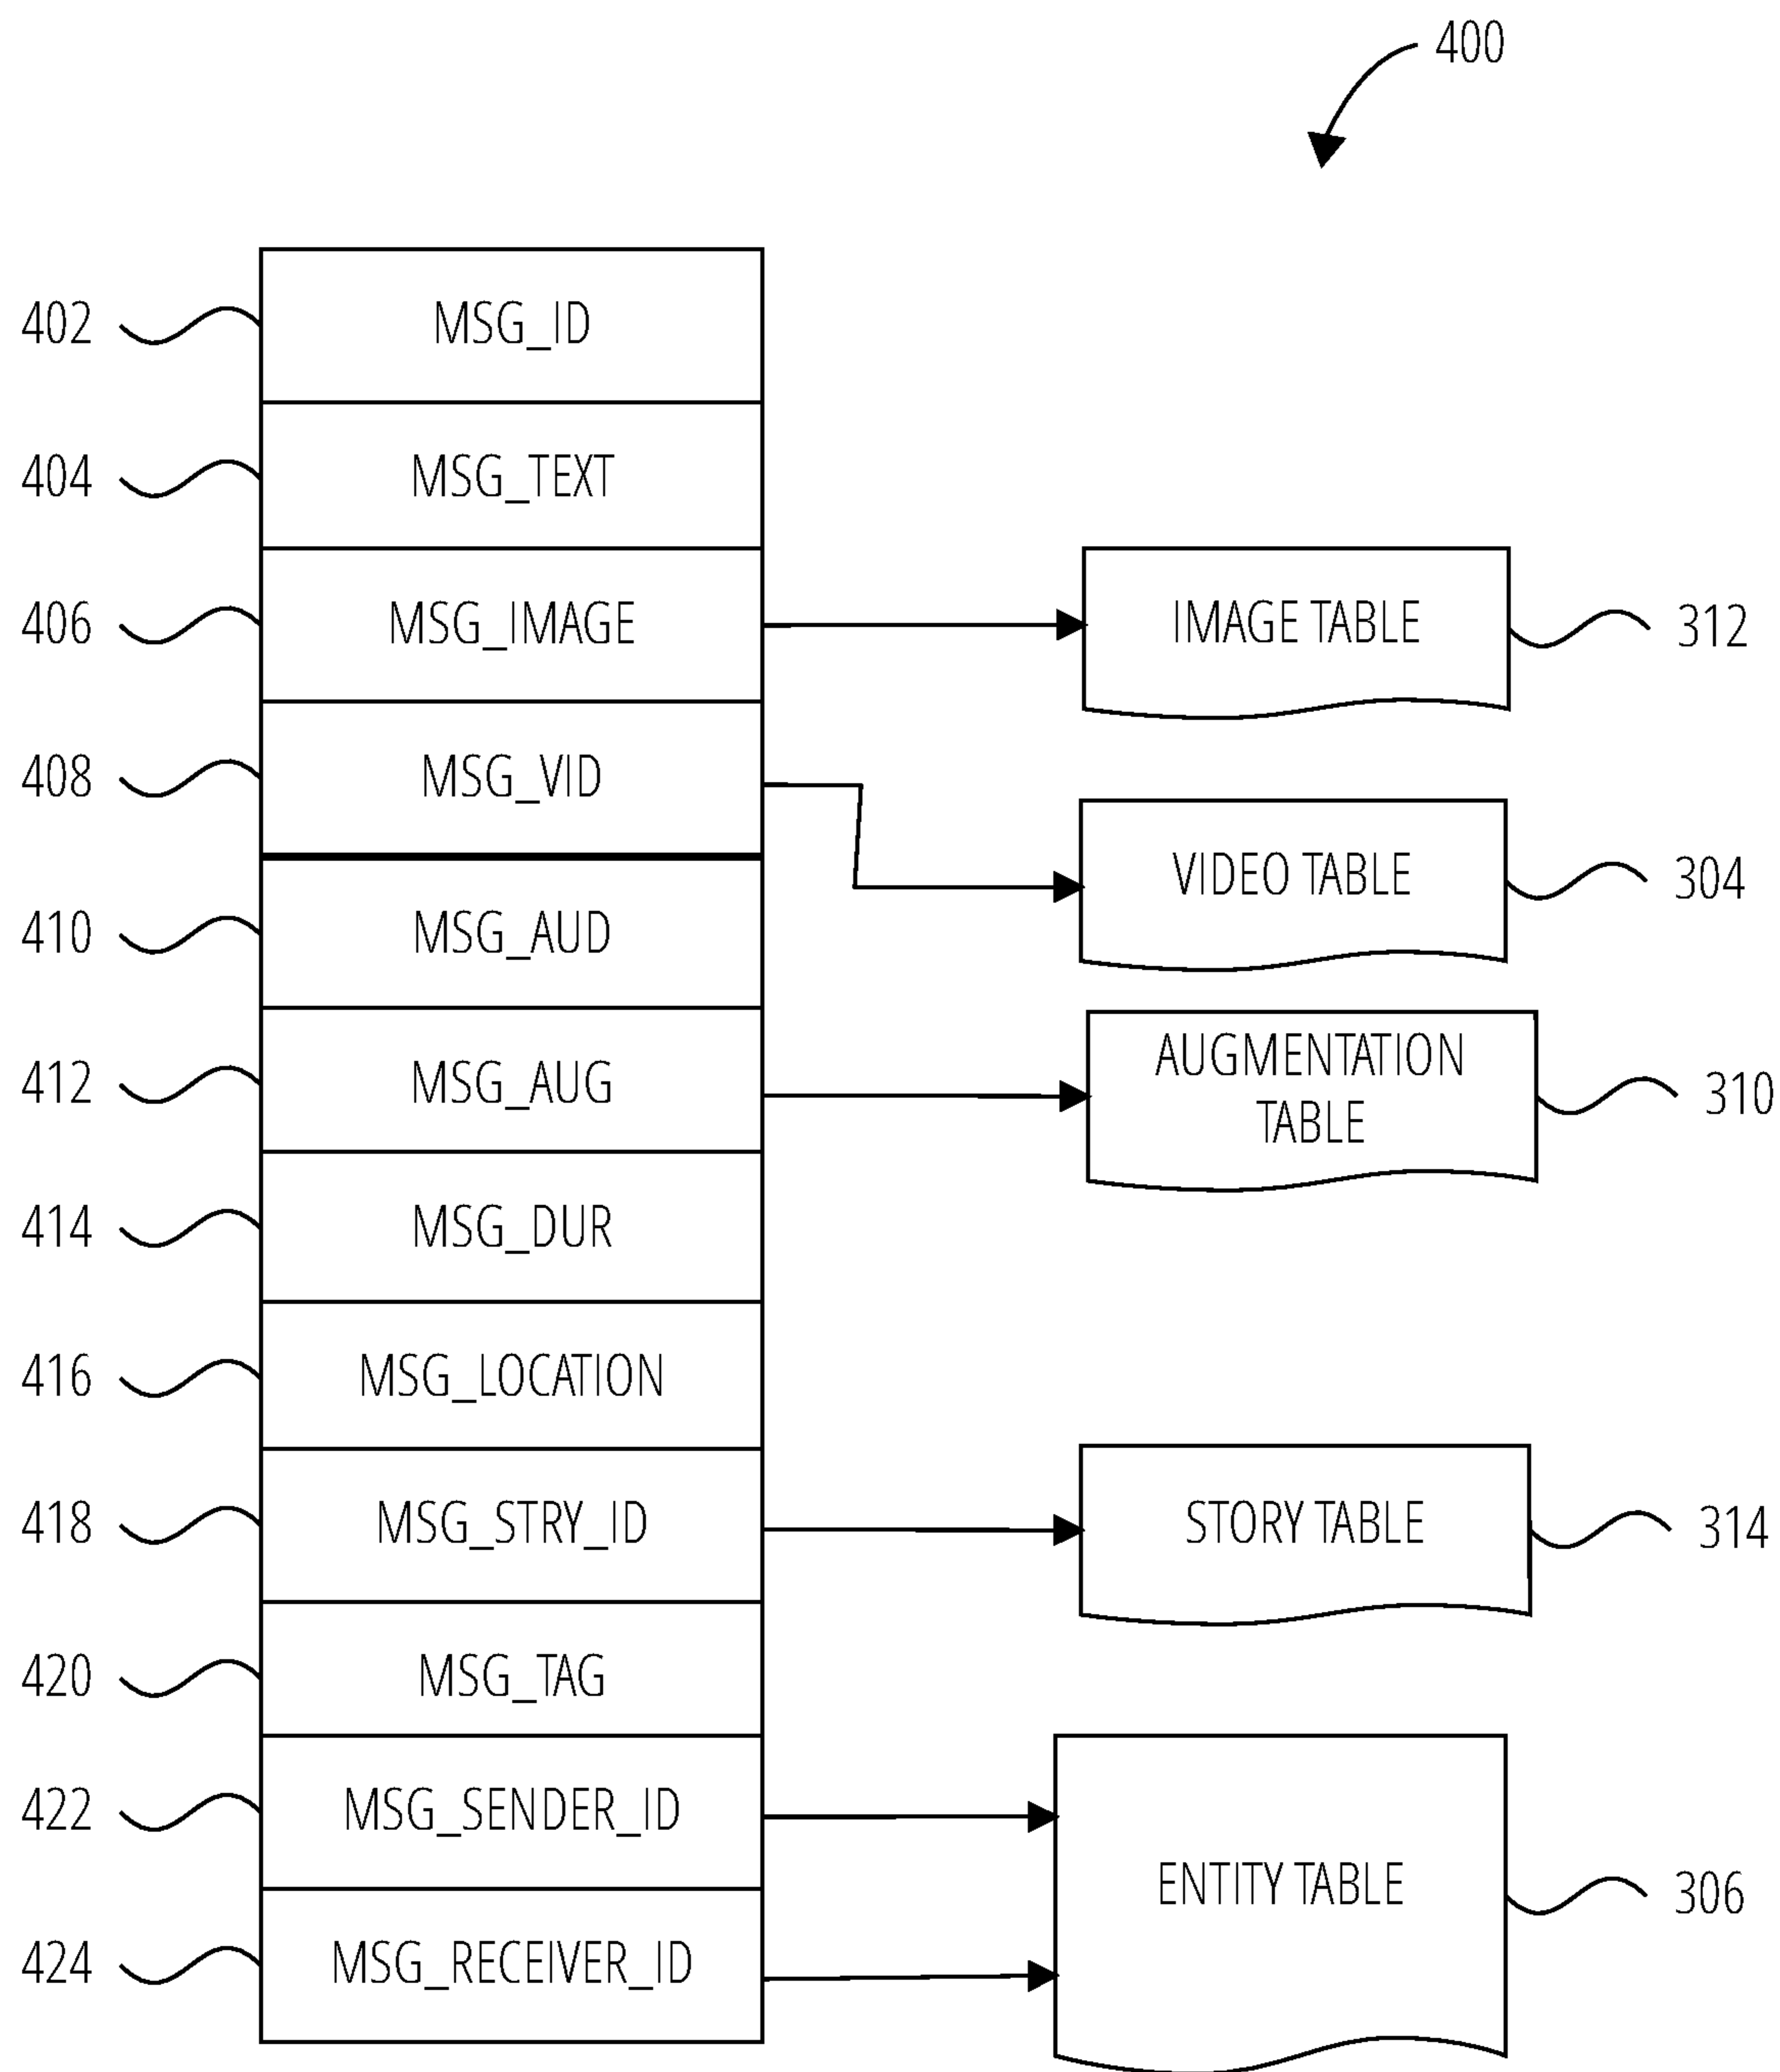 400
402 MSG_ID
404 MSG_TEXT
406 MSG_IMAGE IMAGE TABLE 312
408 MSG_VID
VIDEO TABLE 304
410 MSG_AUD
412 MSG_AUG
AUGMENTATION
TABLE
310
414 MSG_DUR
416 MSG_LOCATION
418 MSG_STRY_ID STORY TABLE 314
420 MSG_TAG
422 MSG_SENDER_ID
ENTITY TABLE 306
424 MSG_RECEIVER_ID